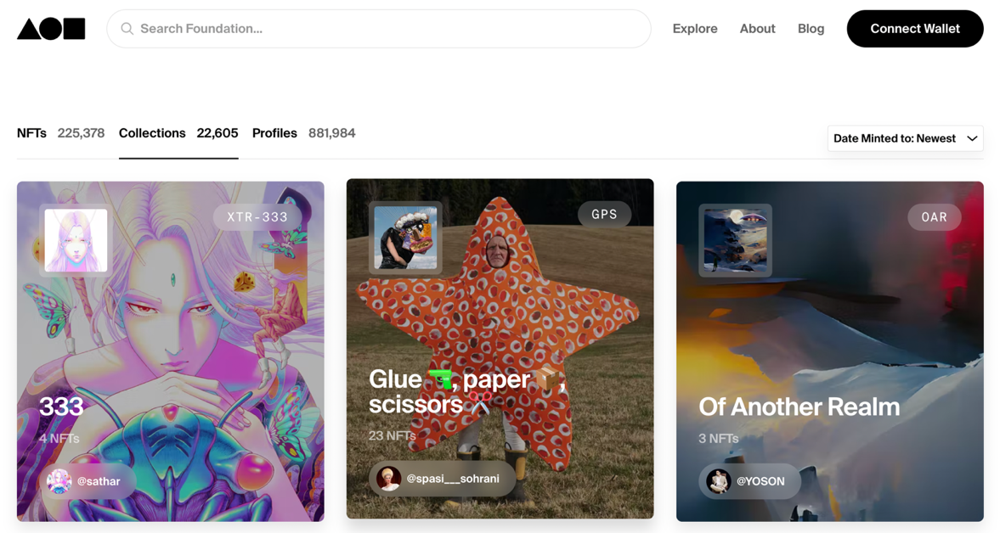 Search Foundation...
Explore About Blog Connect Wallet
NFTs 225,378 Collections 22,605 Profiles 881,984
Date Minted to: Newest
XTR-333
333
4 NFTs
@sathar
GPS
Glue 🔫, paper 📦,
scissors ✂️
23 NFTs
@spasi___sohrani
OAR
Of Another Realm
3 NFTs
@YOSON